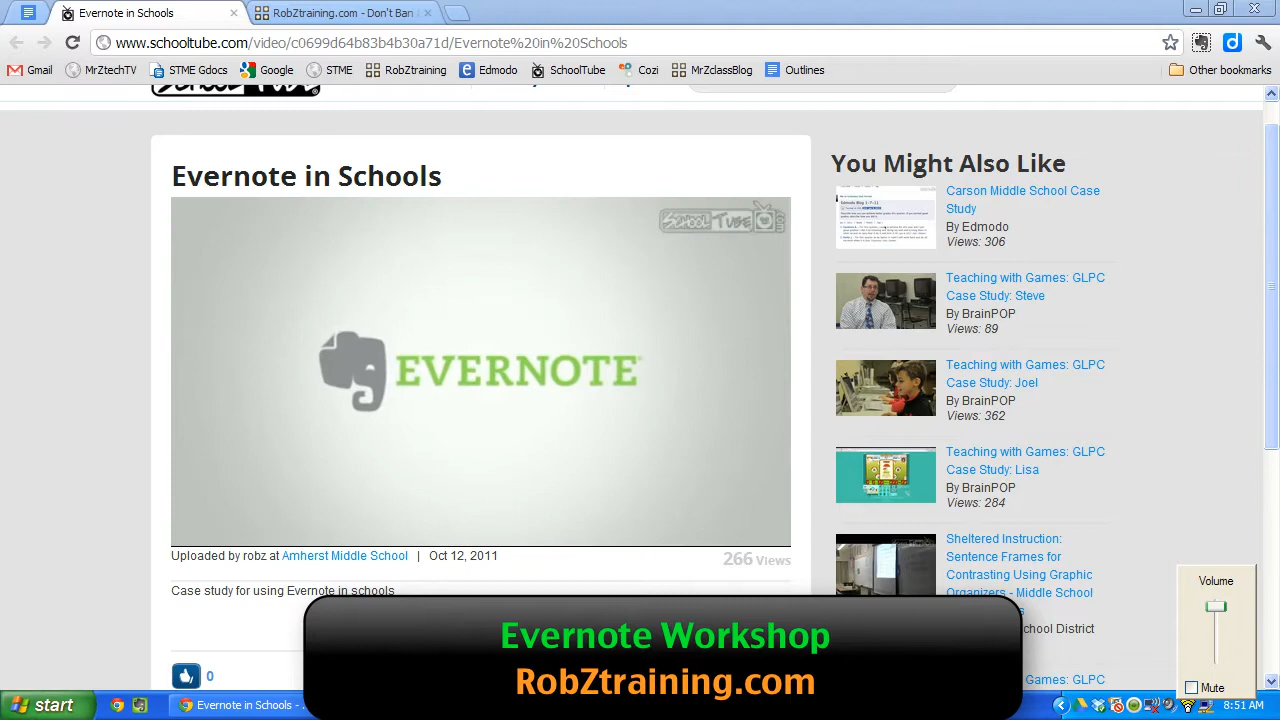 Evernote in Schools
RobZtraining.com - Don't Ban
www.schooltube.com/video/c0699d64b83b4b30a71d/Evernote%20in%20Schools
Gmail
MrZtechTV
STME Gdocs
Google
STME
RobZtraining
Edmodo
SchoolTube
Cozi
MrZclassBlog
Outlines
Other bookmarks
Evernote in Schools
SCHOOL TUBE.COM
EVERNOTE
Uploaded by robz at Amherst Middle School | Oct 12, 2011
266 Views
Case study for using Evernote in schools
0
You Might Also Like
Carson Middle School Case
Study
By Edmodo
Views: 306
Teaching with Games: GLPC
Case Study: Steve
By BrainPOP
Views: 89
Teaching with Games: GLPC
Case Study: Joel
By BrainPOP
Views: 362
Teaching with Games: GLPC
Case Study: Lisa
By BrainPOP
Views: 284
Sheltered Instruction:
Sentence Frames for
Contrasting Using Graphic
Organizers - Middle School
School District
Games: GLPC
Volume
Mute
Evernote Workshop
RobZtraining.com
start
Evernote in Schools - ..
8:51 AM